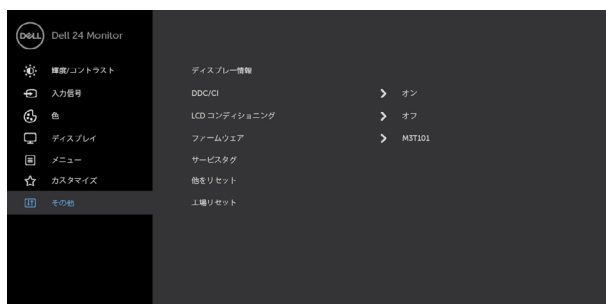 DELL Dell 24 Monitor
輝度/コントラスト
入力信号
色
ディスプレイ
メニュー
カスタマイズ
その他
ディスプレー情報
DDC/CI オン
LCD コンディショニング オフ
ファームウェア M3T101
サービスタグ
他をリセット
工場リセット